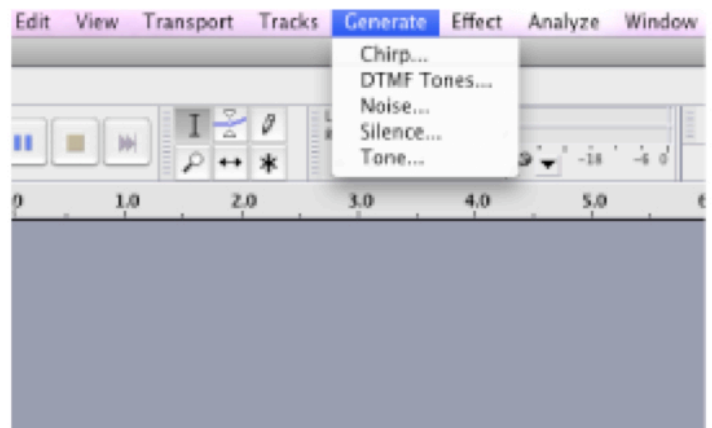 Edit View Transport Tracks Generate Effect Analyze Window
Chirp...
DTMF Tones...
Noise...
Silence...
Tone...
-18 -6 0
1.0 2.0 3.0 4.0 5.0